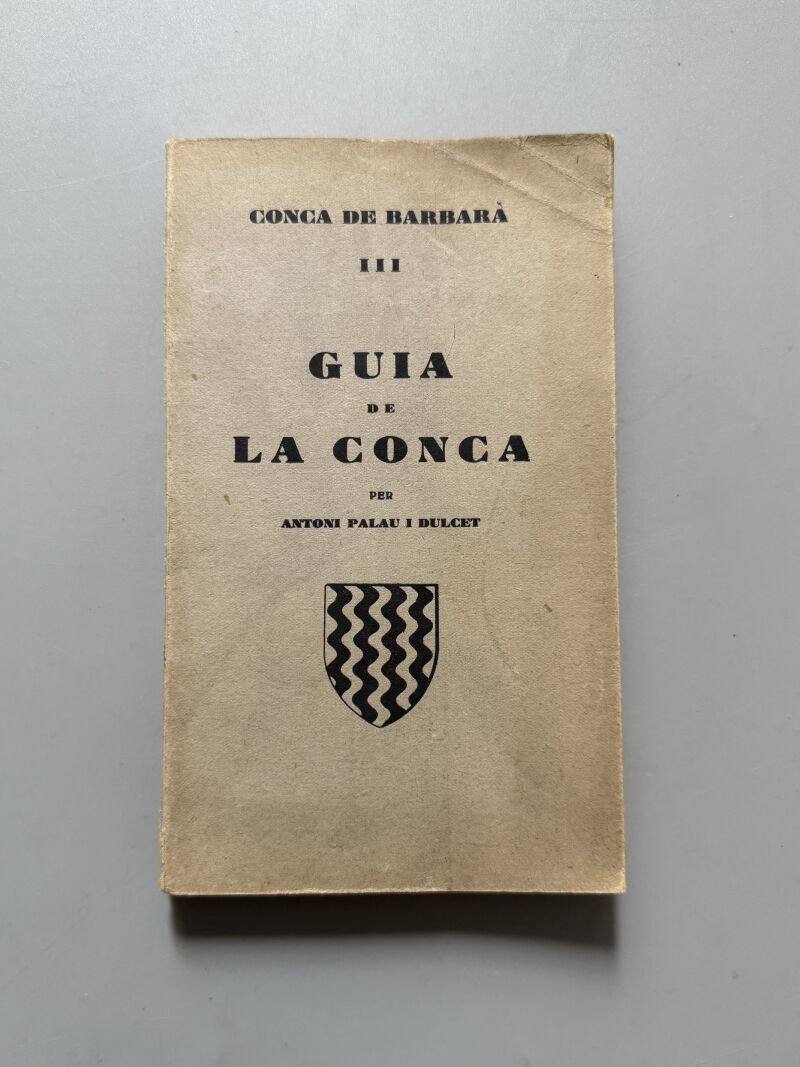 CONCA DE BARBARÀ
III
GUIA
DE
LA CONCA
PER
ANTONI PALAU I DULCET